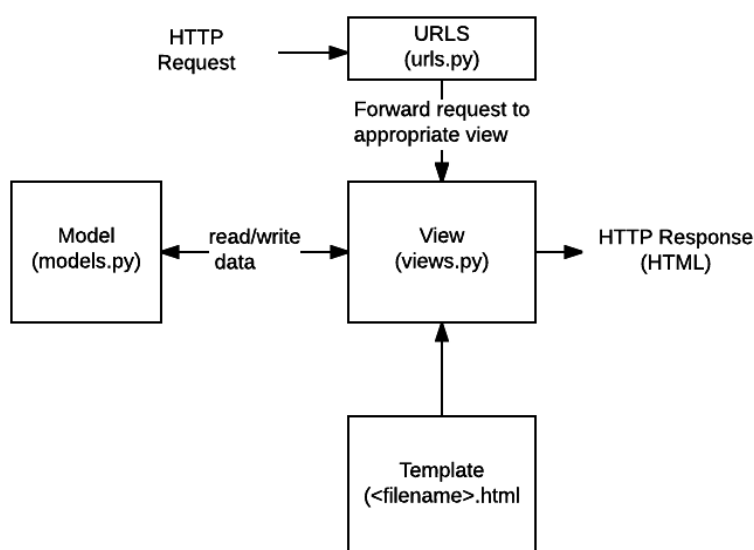 HTTP
Request
URLS
(urls.py)
Forward request to
appropriate view
Model
(models.py)
read/write
data
View
(views.py)
HTTP Response
(HTML)
Template
(<filename>.html